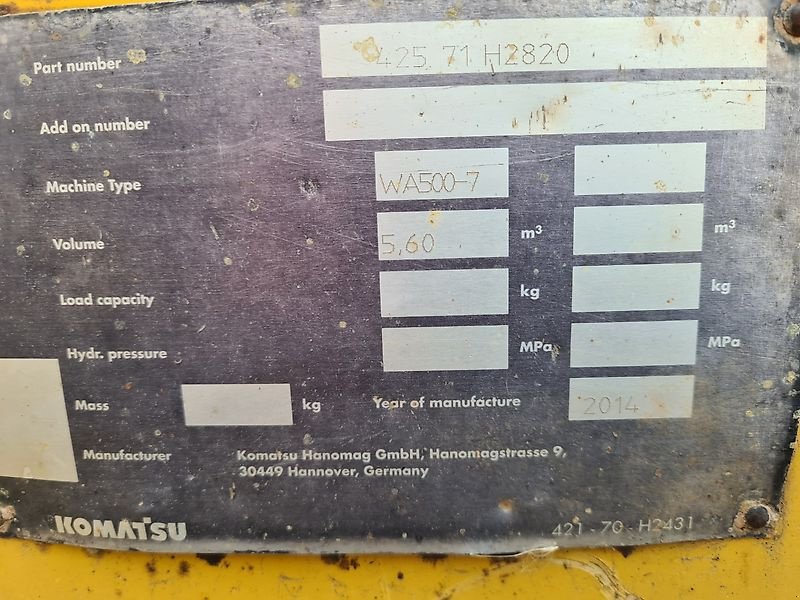 Part number 425 71 H2820
Add on number
Machine Type WA500-7
Volume 5,60 m³ m³
Load capacity kg kg
Hydr. pressure MPa MPa
Mass kg Year of manufacture 2014
Manufacturer Komatsu Hanomag GmbH, Hanomagstrasse 9,
30449 Hannover, Germany
KOMATSU 421-70-H2431